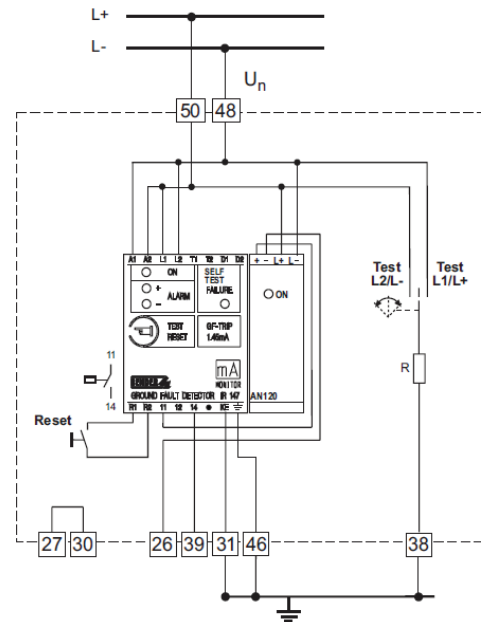 L+
L-
Un
50 48
A1 A2 L1 L2 T1 T2 D1 D2
+ - L+ L-
ON
+
ALARM
-
SELF
TEST
FAILURE
ON
TEST
RESET
GF-TRIP
1.45mA
mA
MONITOR
GROUND FAULT DETECTOR IR 147
AN120
R1 R2 11 12 14 KE
11
14
Reset
Test
L2/L-
Test
L1/L+
R
27 30 26 39 31 46 38